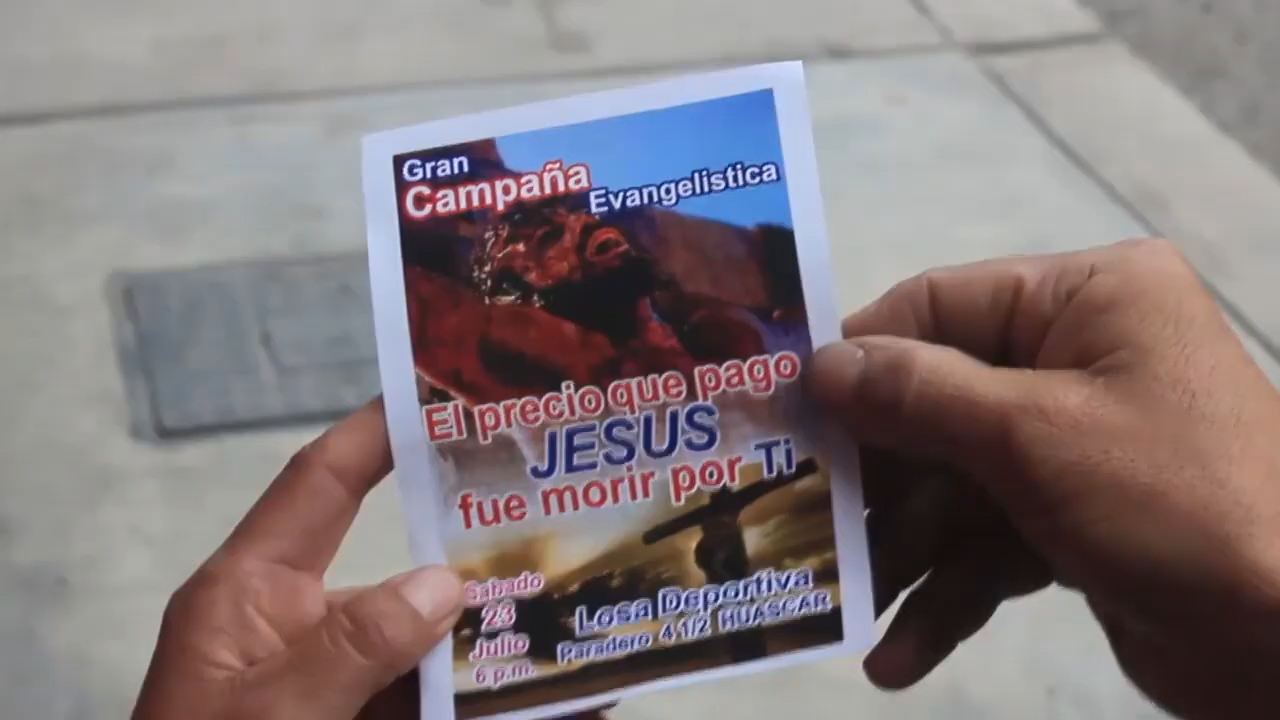 Gran
Campaña
Evangelistica
El precio que pago
JESUS
fue morir por Ti
Sabado
23
Julio
6 p.m.
Losa Deportiva
Paradero 4 1/2 HUASCAR